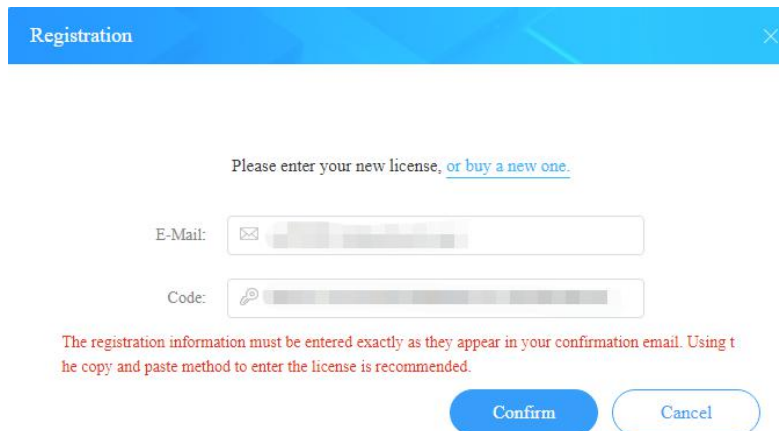 Registration
Please enter your new license, or buy a new one.
E-Mail:
Code:
The registration information must be entered exactly as they appear in your confirmation email. Using t
he copy and paste method to enter the license is recommended.
Confirm Cancel